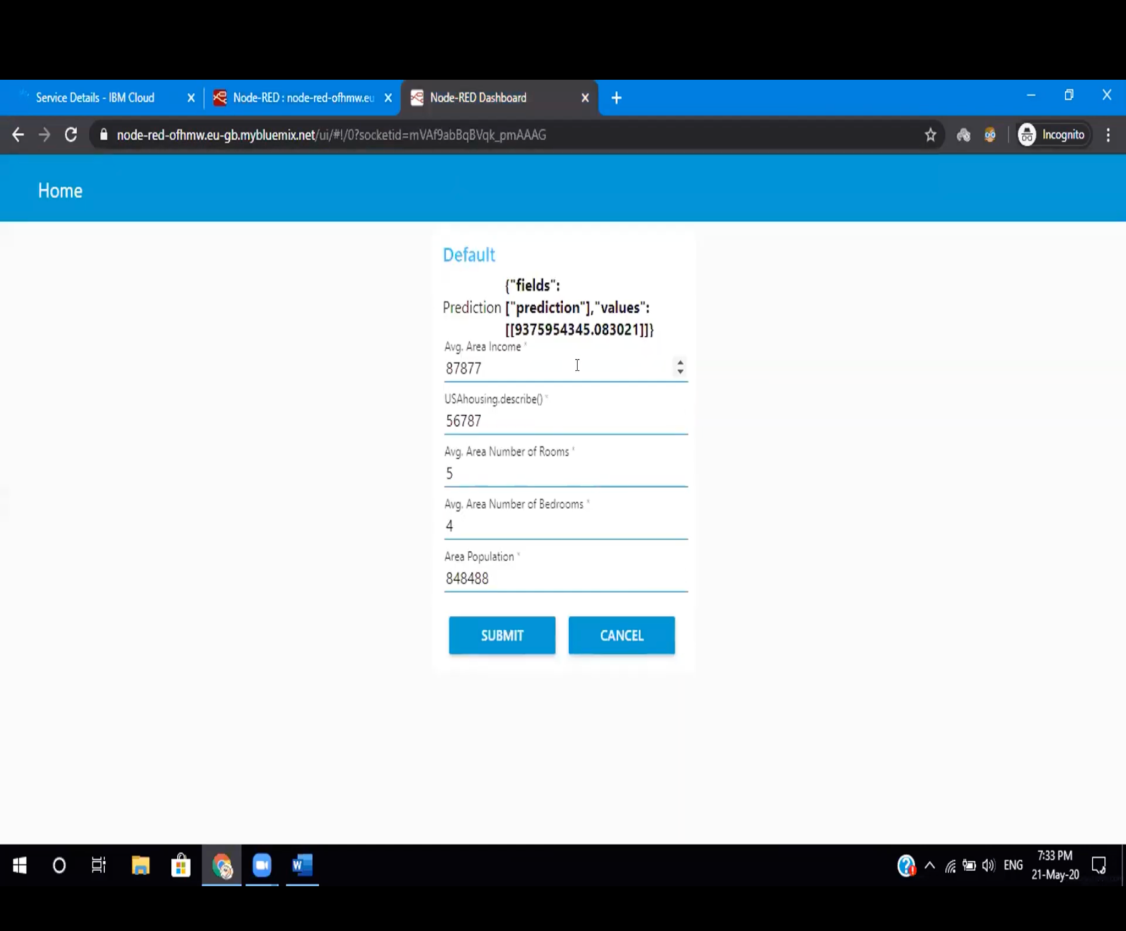 Service Details - IBM Cloud
Node-RED : node-red-ofhmw.eu
Node-RED Dashboard
node-red-ofhmw.eu-gb.mybluemix.net/ui/#!/0?socketid=mVAf9abBqBVqk_pmAAAG
Incognito
Home
Default
{"fields":
Prediction ["prediction"],"values":
[[9375954345.083021]]}
Avg. Area Income *
87877
USAhousing.describe() *
56787
Avg. Area Number of Rooms *
5
Avg. Area Number of Bedrooms *
4
Area Population *
848488
SUBMIT
CANCEL
ENG
7:33 PM
21-May-20